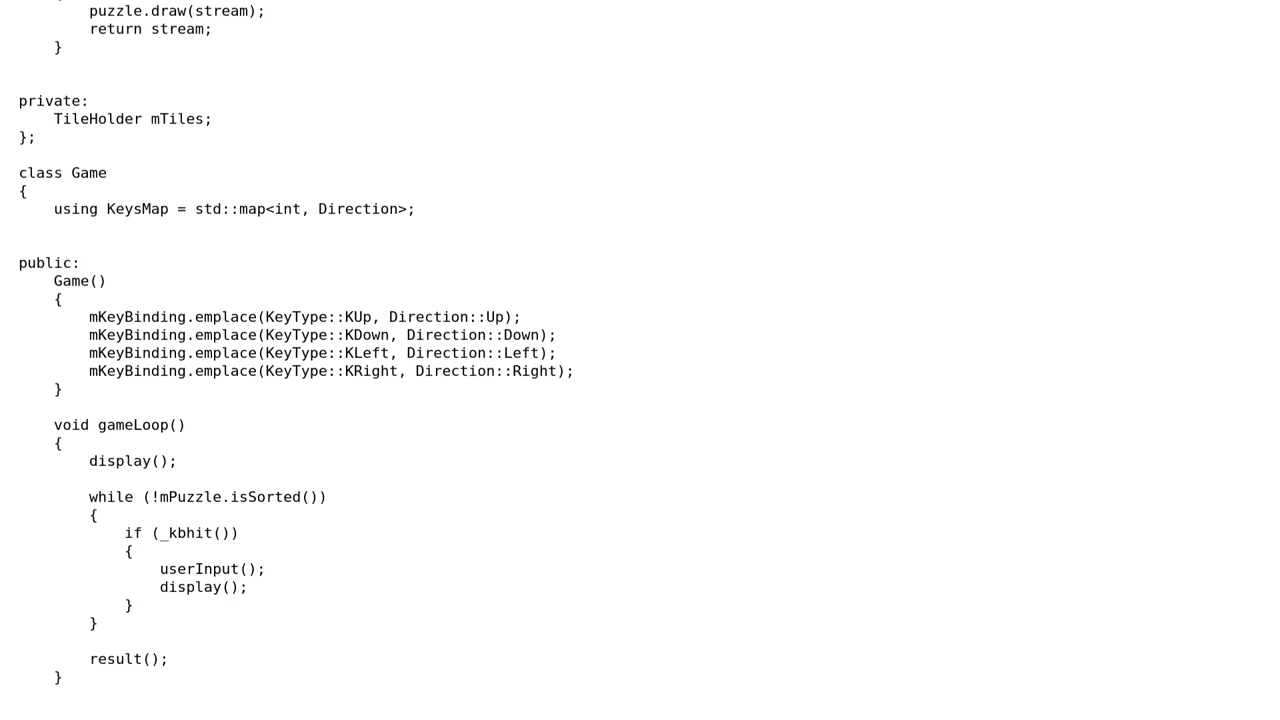 puzzle.draw(stream);
        return stream;
    }

private:
    TileHolder mTiles;
};

class Game
{
    using KeysMap = std::map<int, Direction>;

public:
    Game()
    {
        mKeyBinding.emplace(KeyType::KUp, Direction::Up);
        mKeyBinding.emplace(KeyType::KDown, Direction::Down);
        mKeyBinding.emplace(KeyType::KLeft, Direction::Left);
        mKeyBinding.emplace(KeyType::KRight, Direction::Right);
    }

    void gameLoop()
    {
        display();

        while (!mPuzzle.isSorted())
        {
            if (_kbhit())
            {
                userInput();
                display();
            }
        }

        result();
    }